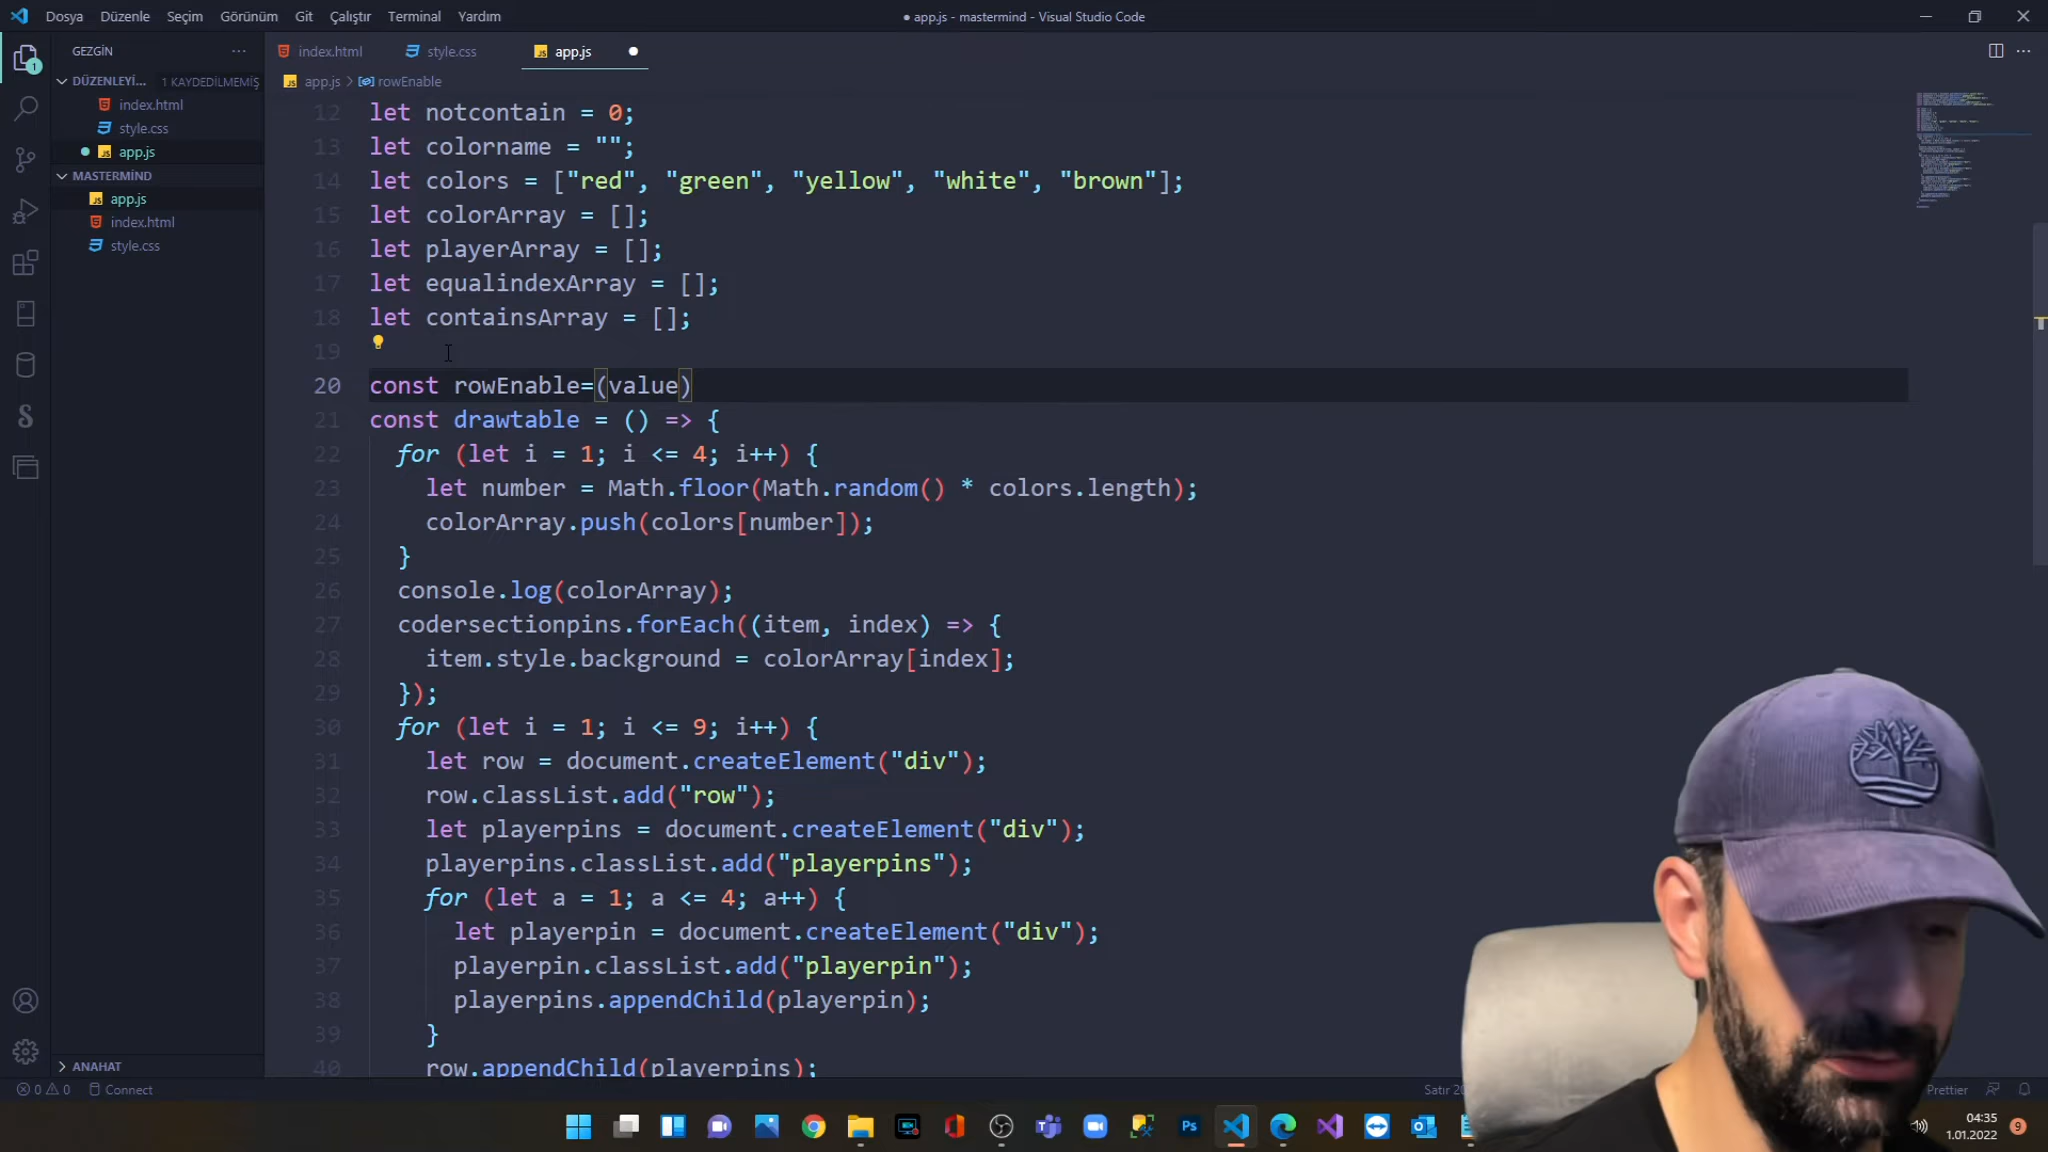 Dosya Düzenle Seçim Görünüm Git Çalıştır Terminal Yardım
● app.js - mastermind - Visual Studio Code
GEZGİN
index.html style.css app.js
DÜZENLEYİ... 1 KAYDEDİLMEMİŞ
app.js > rowEnable
index.html
style.css
app.js
MASTERMİND
app.js
index.html
style.css
12 let notcontain = 0;
13 let colorname = "";
14 let colors = ["red", "green", "yellow", "white", "brown"];
15 let colorArray = [];
16 let playerArray = [];
17 let equalindexArray = [];
18 let containsArray = [];
19
20 const rowEnable=(value)
21 const drawtable = () => {
22 for (let i = 1; i <= 4; i++) {
23 let number = Math.floor(Math.random() * colors.length);
24 colorArray.push(colors[number]);
25 }
26 console.log(colorArray);
27 codersectionpins.forEach((item, index) => {
28 item.style.background = colorArray[index];
29 });
30 for (let i = 1; i <= 9; i++) {
31 let row = document.createElement("div");
32 row.classList.add("row");
33 let playerpins = document.createElement("div");
34 playerpins.classList.add("playerpins");
35 for (let a = 1; a <= 4; a++) {
36 let playerpin = document.createElement("div");
37 playerpin.classList.add("playerpin");
38 playerpins.appendChild(playerpin);
39 }
40 row.appendChild(playerpins);
ANAHAT
0 0 Connect
Satır 20
Prettier
Ps
04:35
1.01.2022
9